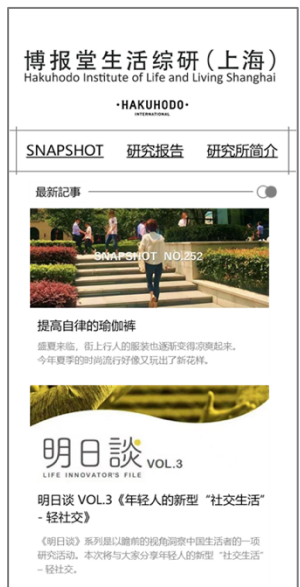 博报堂生活综研(上海)
Hakuhodo Institute of Life and Living Shanghai
·HAKUHODO·
INTERNATIONAL
SNAPSHOT 研究报告 研究所简介
最新記事
SNAPSHOT NO.252
提高自律的瑜伽裤
盛夏来临，街上行人的服装也逐渐变得凉爽起来。
今年夏季的时尚流行好像又玩出了新花样。
明日談 VOL.3
LIFE INNOVATOR'S FILE
明日谈 VOL.3《年轻人的新型“社交生活”
- 轻社交》
《明日谈》系列是以瞻前的视角洞察中国生活者的一项
研究活动。本次将与大家分享年轻人的新型“社交生活”
- 轻社交。